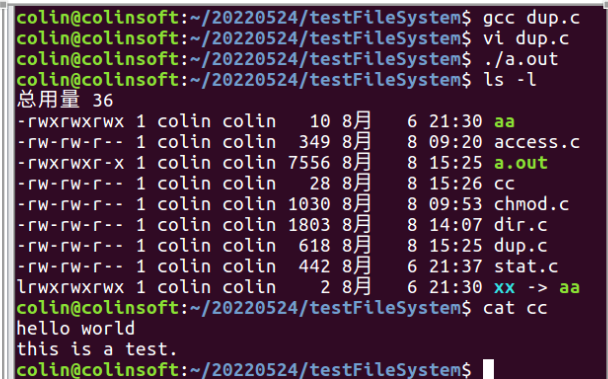 colin@colinsoft:~/20220524/testFileSystem$ gcc dup.c
colin@colinsoft:~/20220524/testFileSystem$ vi dup.c
colin@colinsoft:~/20220524/testFileSystem$ ./a.out
colin@colinsoft:~/20220524/testFileSystem$ ls -l
总用量 36
-rwxrwxrwx 1 colin colin   10 8月   6 21:30 aa
-rw-rw-r-- 1 colin colin  349 8月   8 09:20 access.c
-rwxrwxr-x 1 colin colin 7556 8月   8 15:25 a.out
-rw-rw-r-- 1 colin colin   28 8月   8 15:26 cc
-rw-rw-r-- 1 colin colin 1030 8月   8 09:53 chmod.c
-rw-rw-r-- 1 colin colin 1803 8月   8 14:07 dir.c
-rw-rw-r-- 1 colin colin  618 8月   8 15:25 dup.c
-rw-rw-r-- 1 colin colin  442 8月   6 21:37 stat.c
lrwxrwxrwx 1 colin colin    2 8月   6 21:30 xx -> aa
colin@colinsoft:~/20220524/testFileSystem$ cat cc
hello world
this is a test.
colin@colinsoft:~/20220524/testFileSystem$